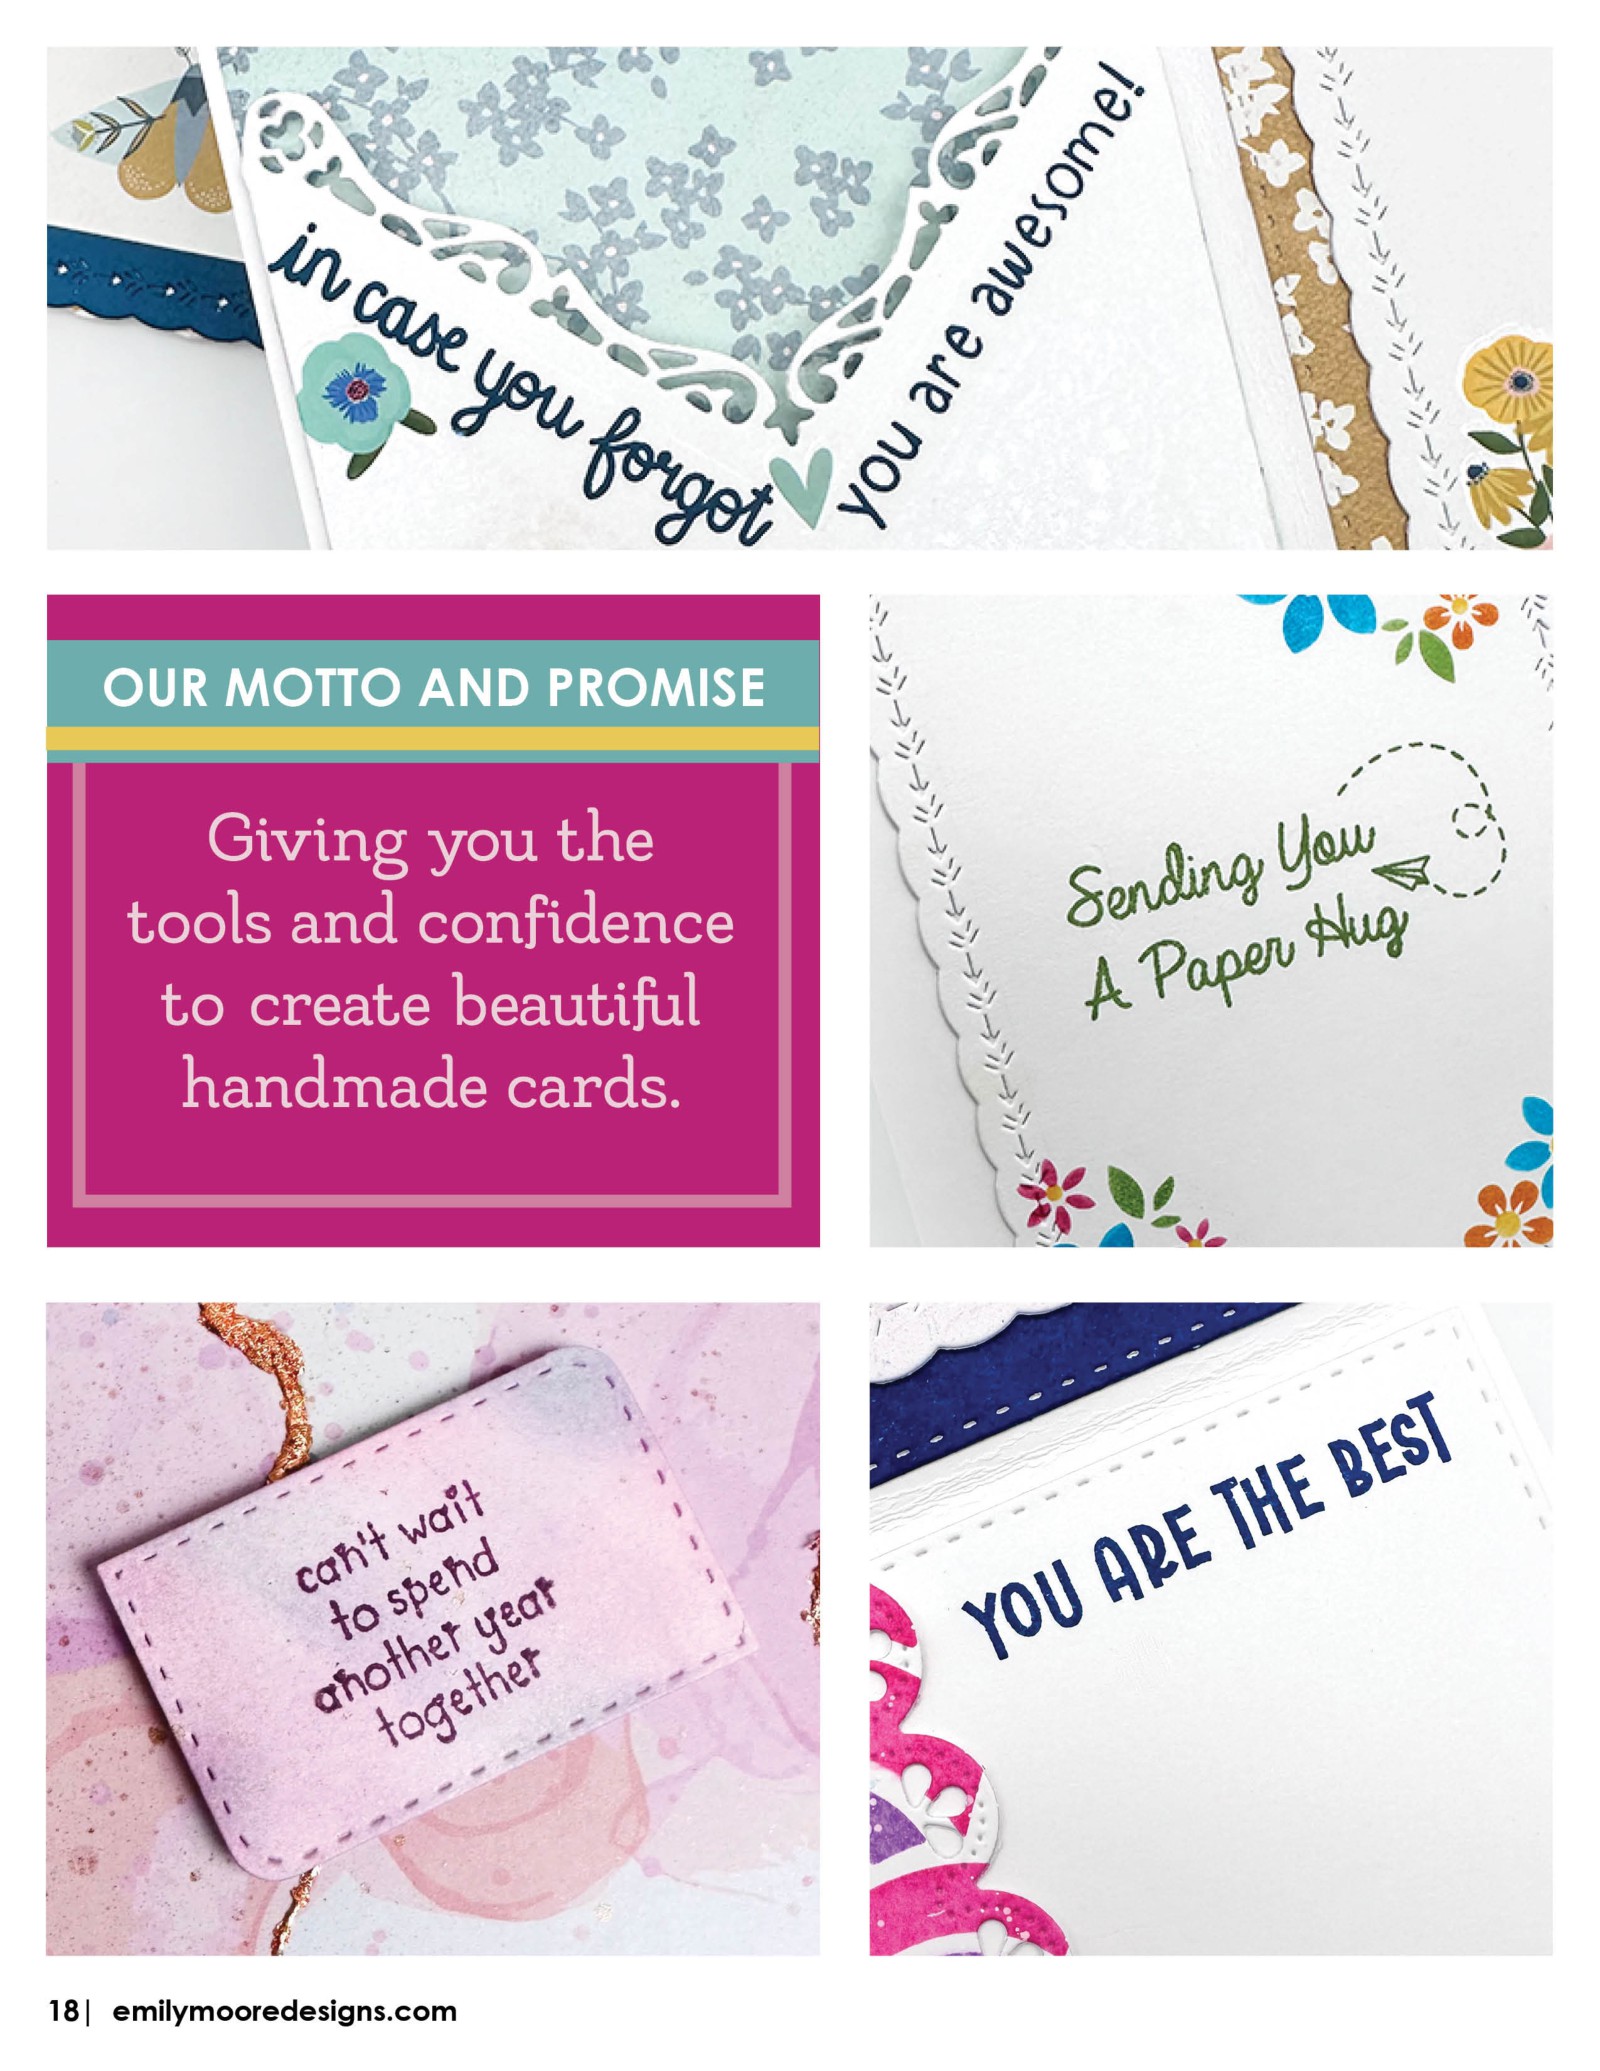 in case you forgot
you are awesome!
OUR MOTTO AND PROMISE
Giving you the
tools and confidence
to create beautiful
handmade cards.
Sending You
A Paper Hug
can't wait
to spend
another year
together
YOU ARE THE BEST
18| emilymooredesigns.com